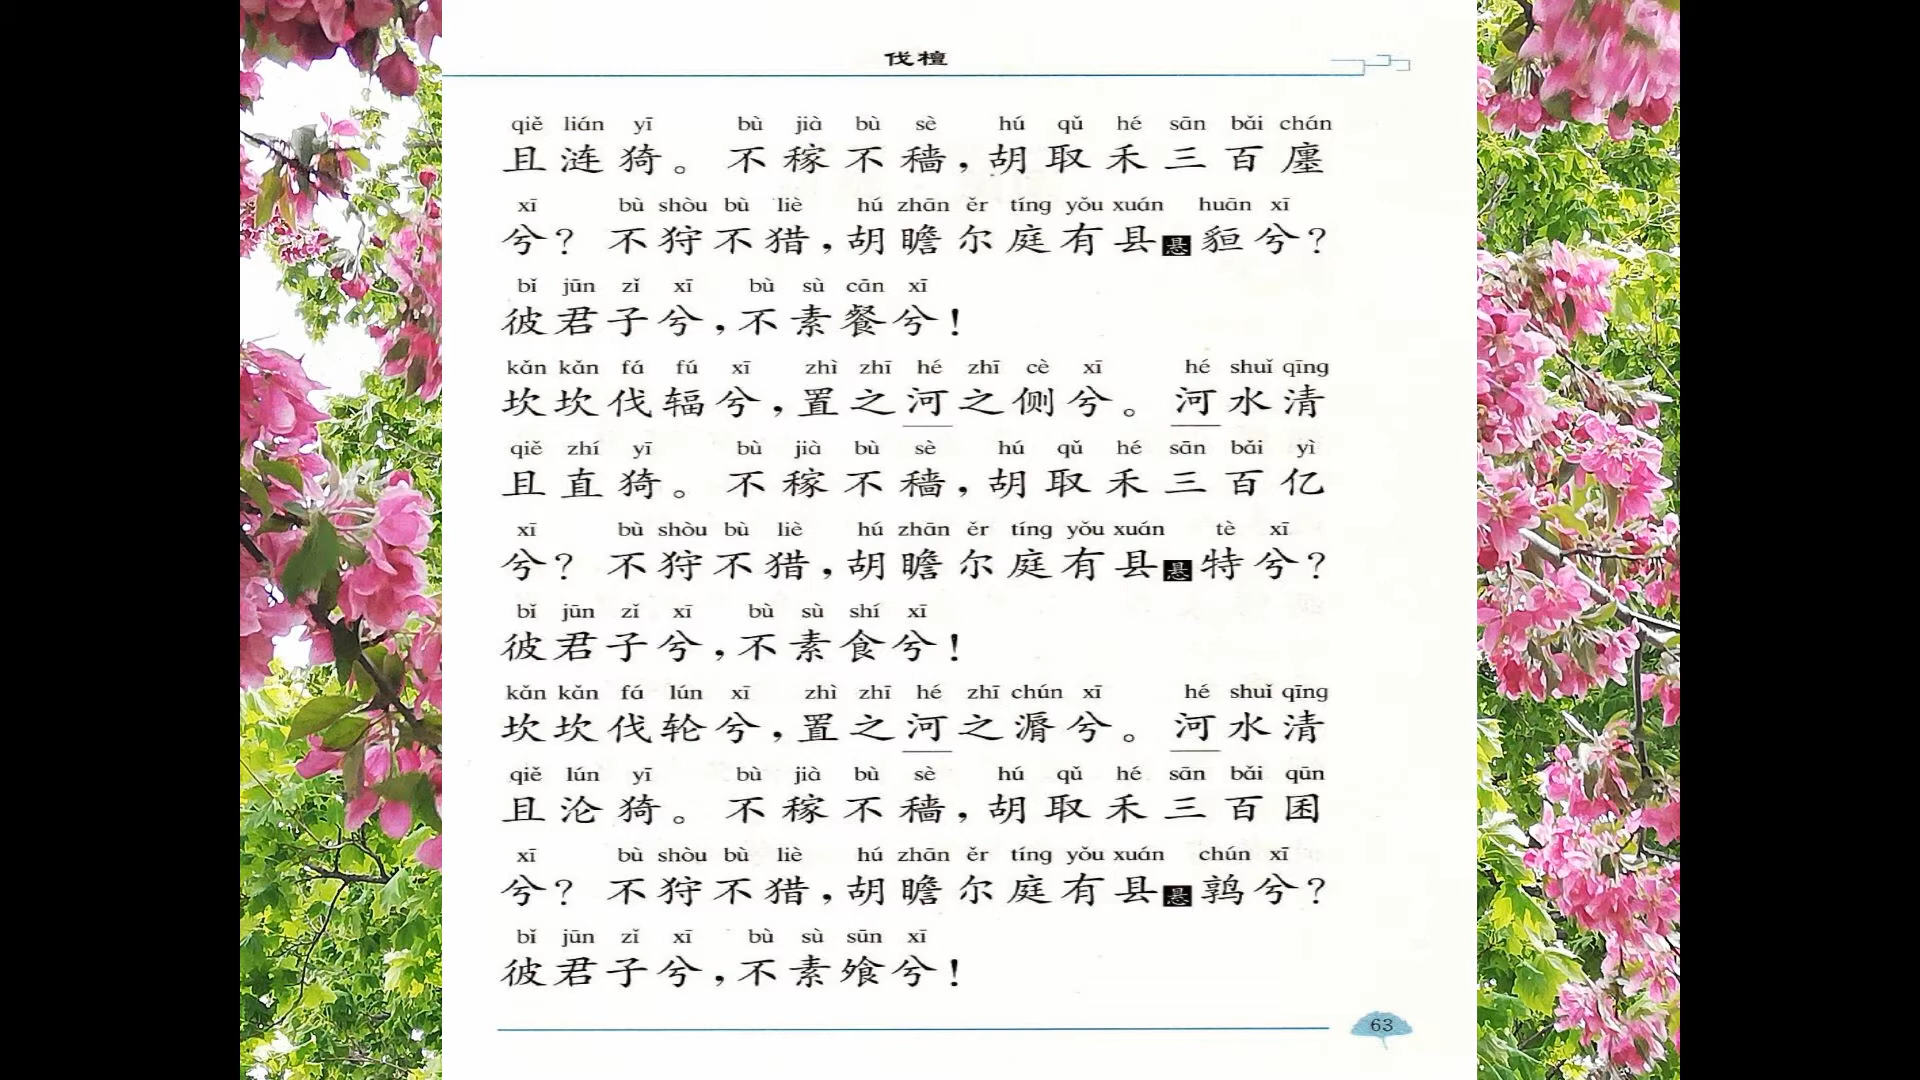 伐檀
qiě lián yī bù jià bù sè hú qǔ hé sān bǎi chán
且涟猗。不稼不穑,胡取禾三百廛
xī bù shòu bù liè hú zhān ěr tíng yǒu xuán huān xī
兮?不狩不猎,胡瞻尔庭有县悬貆兮?
bǐ jūn zǐ xī bù sù cān xī
彼君子兮,不素餐兮!
kǎn kǎn fá fú xī zhì zhī hé zhī cè xī hé shuǐ qīng
坎坎伐辐兮,置之河之侧兮。河水清
qiě zhí yī bù jià bù sè hú qǔ hé sān bǎi yì
且直猗。不稼不穑,胡取禾三百亿
xī bù shòu bù liè hú zhān ěr tíng yǒu xuán tè xī
兮?不狩不猎,胡瞻尔庭有县悬特兮?
bǐ jūn zǐ xī bù sù shí xī
彼君子兮,不素食兮!
kǎn kǎn fá lún xī zhì zhī hé zhī chún xī hé shuǐ qīng
坎坎伐轮兮,置之河之漘兮。河水清
qiě lún yī bù jià bù sè hú qǔ hé sān bǎi qūn
且沦猗。不稼不穑,胡取禾三百囷
xī bù shòu bù liè hú zhān ěr tíng yǒu xuán chún xī
兮?不狩不猎,胡瞻尔庭有县悬鹑兮?
bǐ jūn zǐ xī bù sù sūn xī
彼君子兮,不素飧兮!
63